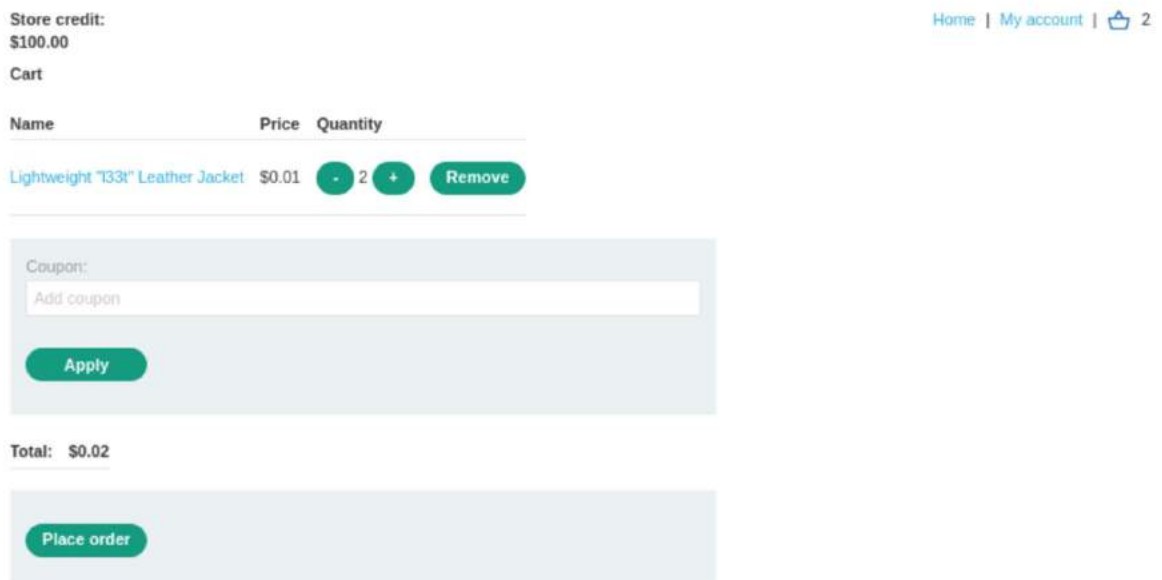 Store credit:
$100.00
Home | My account | 2
Cart
Name Price Quantity
Lightweight "l33t" Leather Jacket $0.01 - 2 + Remove
Coupon:
Add coupon
Apply
Total: $0.02
Place order